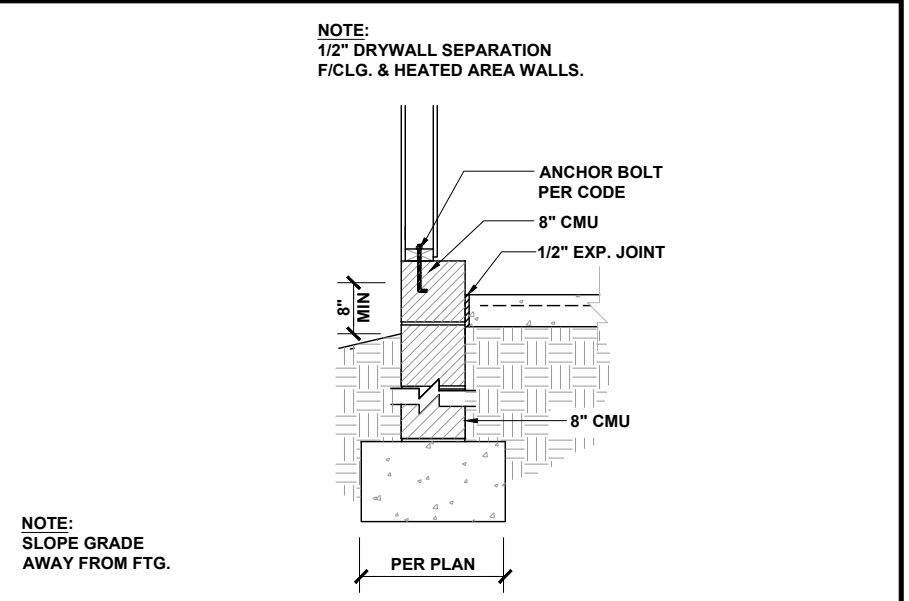 NOTE:
1/2" DRYWALL SEPARATION
F/CLG. & HEATED AREA WALLS.
ANCHOR BOLT
PER CODE
8" CMU
1/2" EXP. JOINT
8"
MIN
8" CMU
NOTE:
SLOPE GRADE
AWAY FROM FTG.
PER PLAN